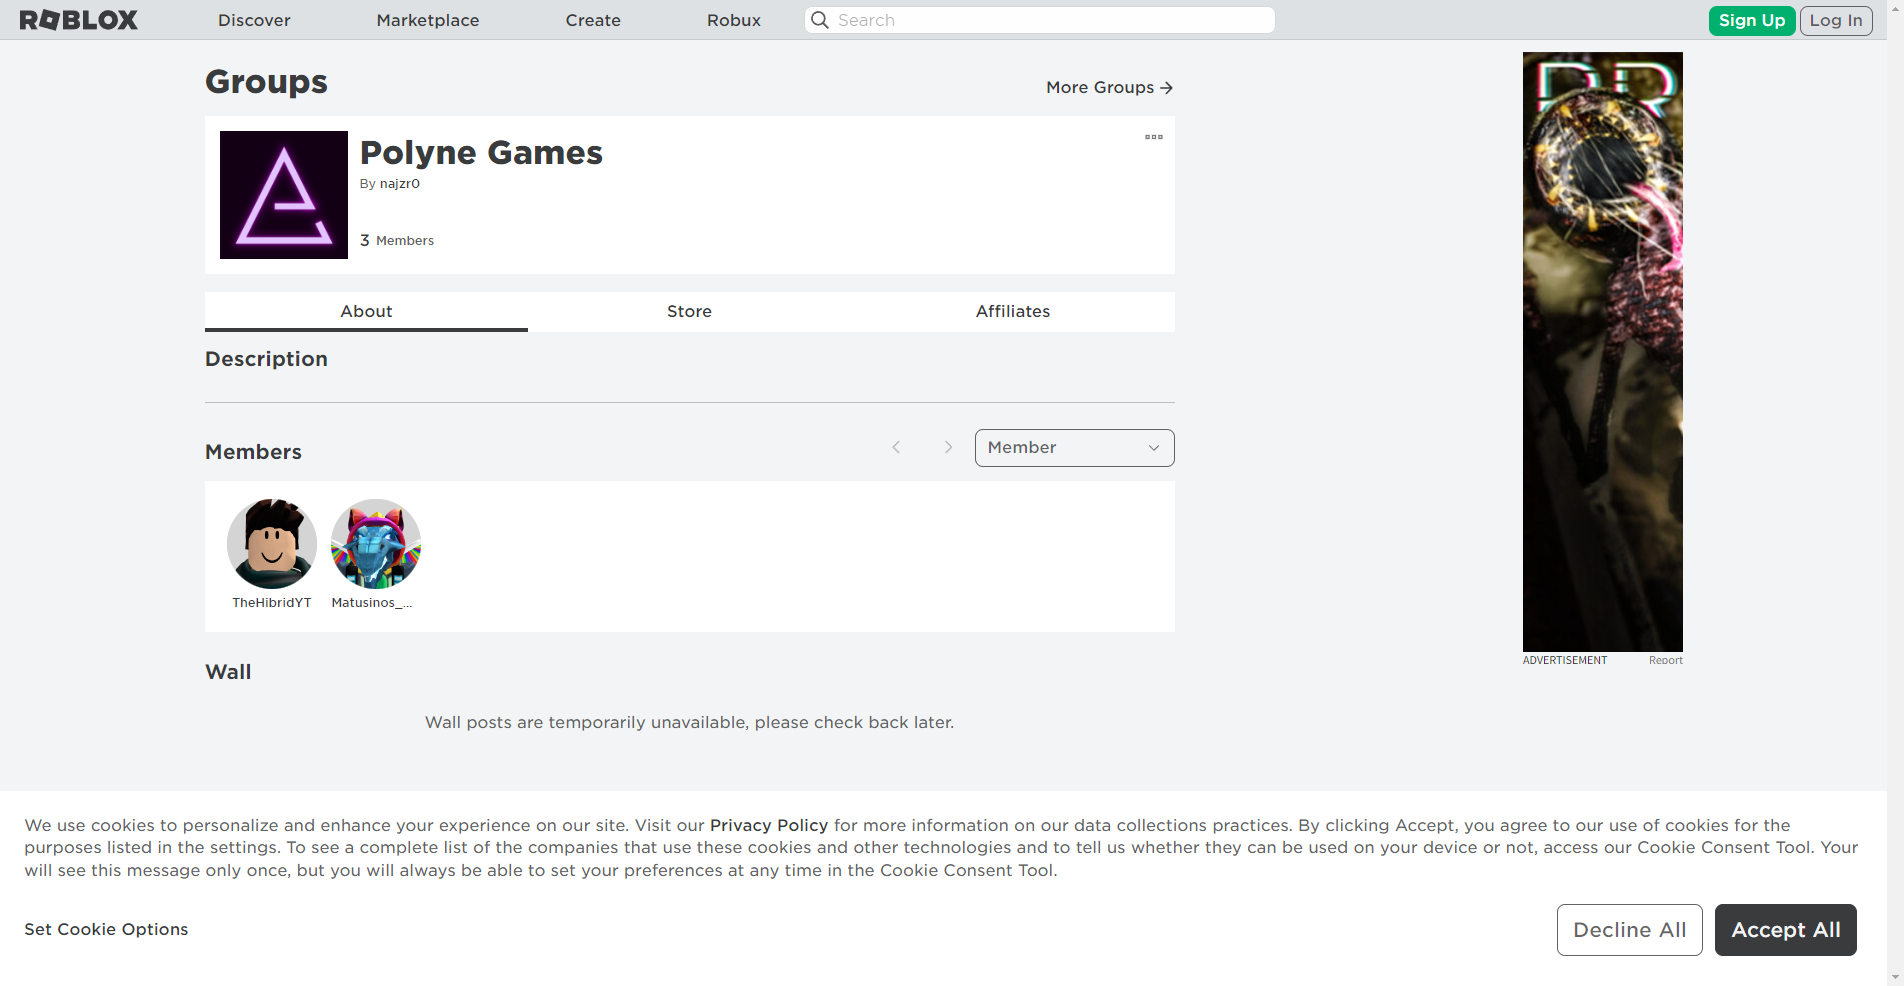 ROBLOX Discover Marketplace Create Robux Search Sign Up Log In
Groups
More Groups
Polyne Games
By najzr0
3 Members
About Store Affiliates
Description
Members
Member
TheHibridYT Matusinos_...
Wall
Wall posts are temporarily unavailable, please check back later.
ADVERTISEMENT Report
We use cookies to personalize and enhance your experience on our site. Visit our Privacy Policy for more information on our data collections practices. By clicking Accept, you agree to our use of cookies for the
purposes listed in the settings. To see a complete list of the companies that use these cookies and other technologies and to tell us whether they can be used on your device or not, access our Cookie Consent Tool. Your
will see this message only once, but you will always be able to set your preferences at any time in the Cookie Consent Tool.
Set Cookie Options
Decline All Accept All